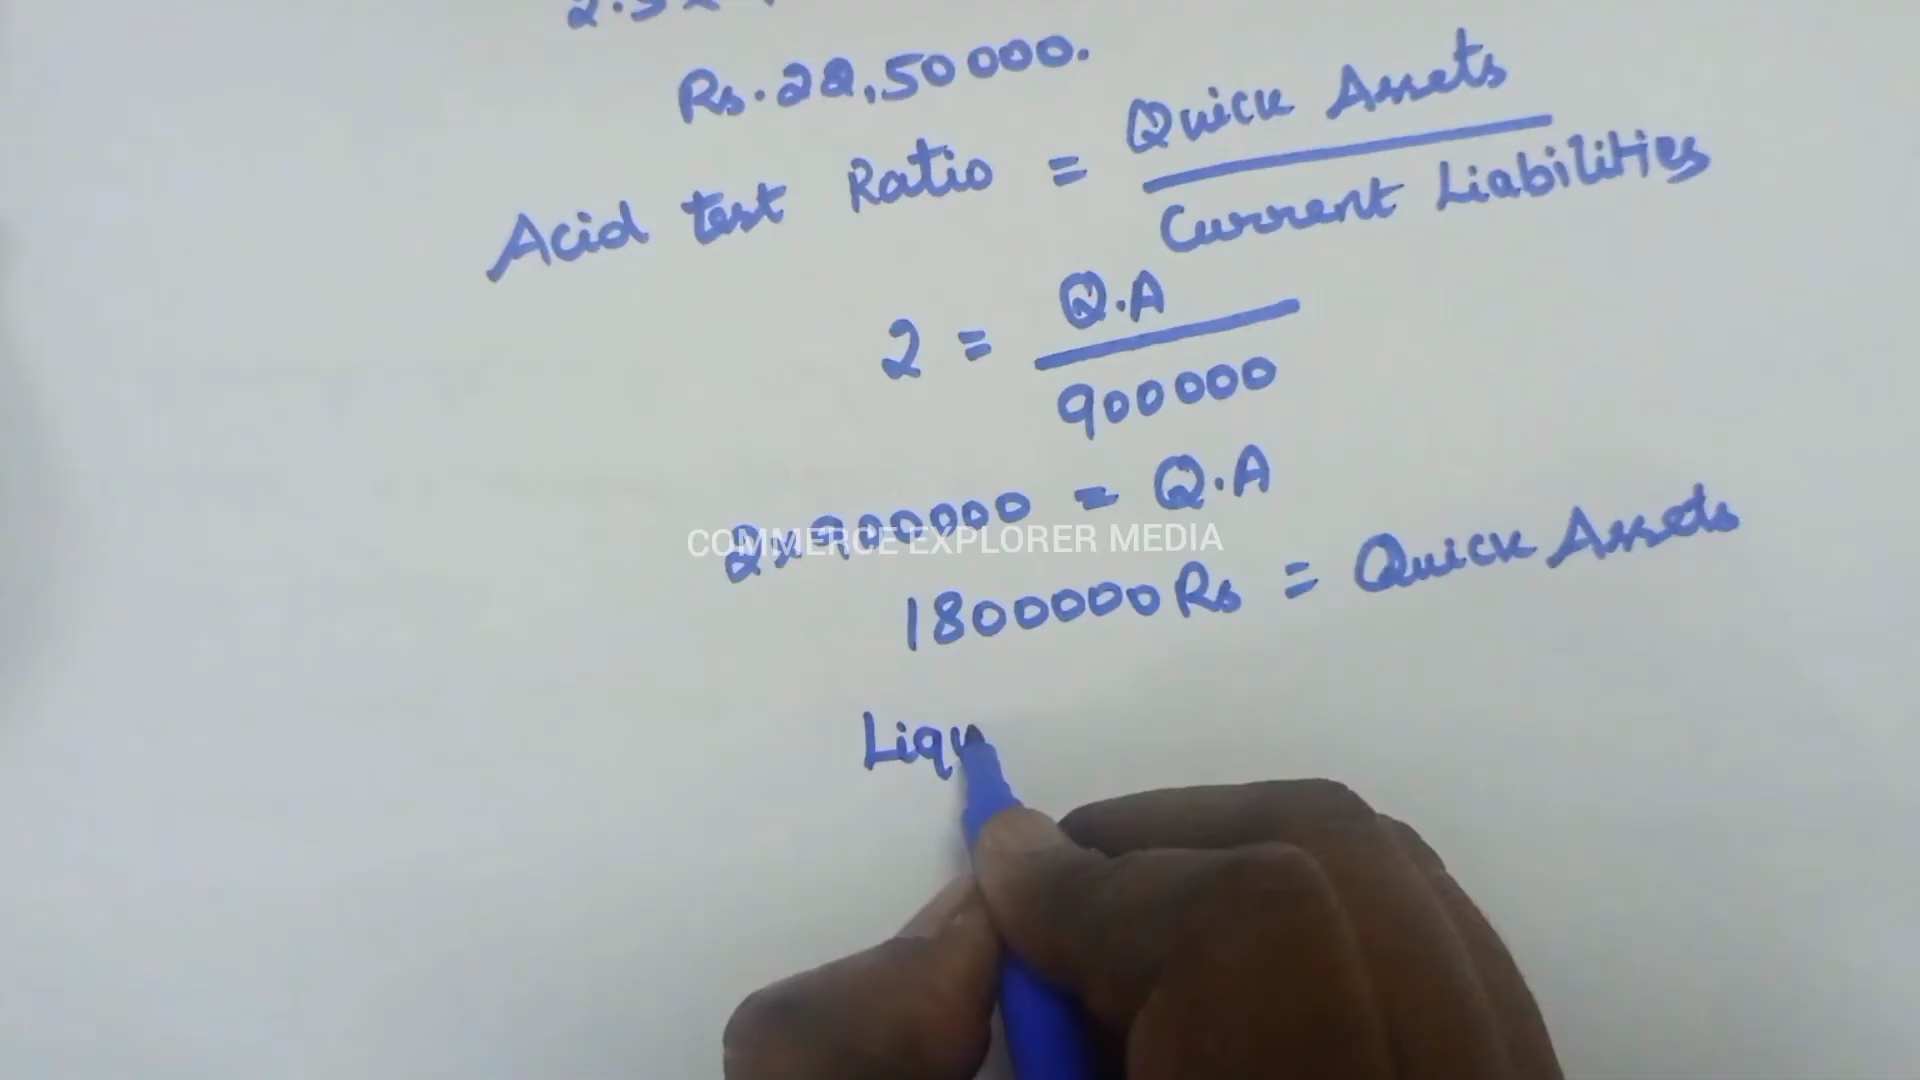 Rs. 22,50000.
Acid test Ratio = Quick Assets
Current Liabilities
2 = Q.A
900000
2x900000 = Q.A
COMMERCE EXPLORER MEDIA
1800000 Rs = Quick Assets
Liqu